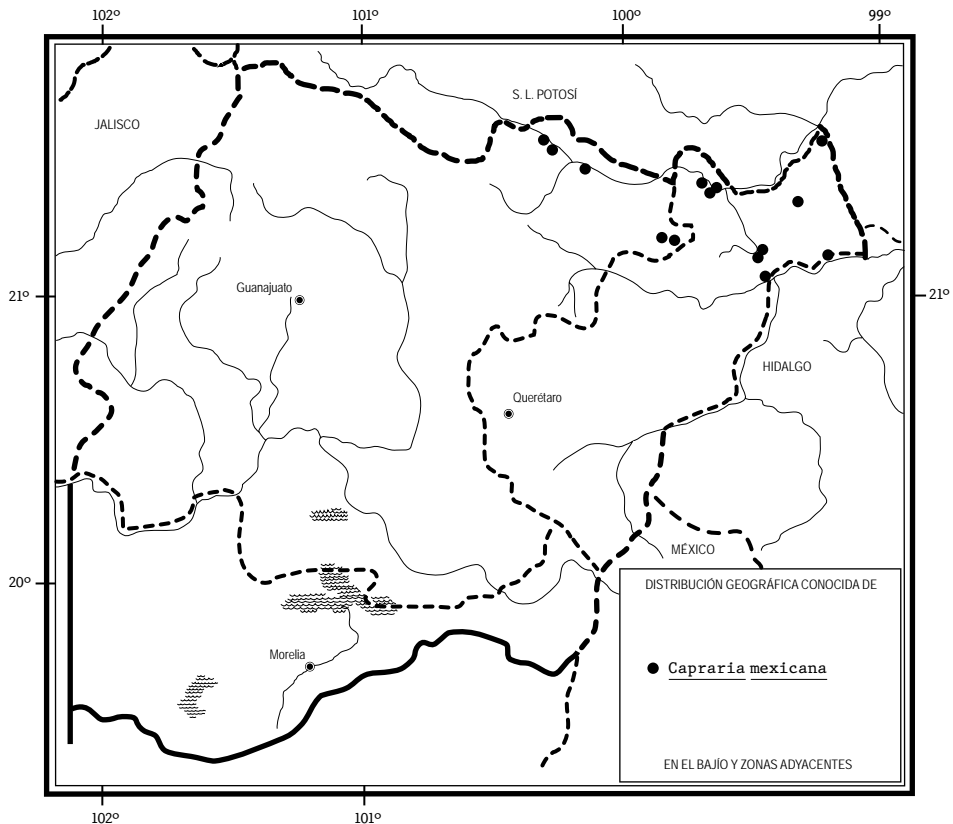 102º 101º 100º 99º
S. L. POTOSÍ
JALISCO
Guanajuato
21º 21º
HIDALGO
Querétaro
MÉXICO
20º
DISTRIBUCIÓN GEOGRÁFICA CONOCIDA DE
Morelia
Capraria mexicana
EN EL BAJÍO Y ZONAS ADYACENTES
102º 101º